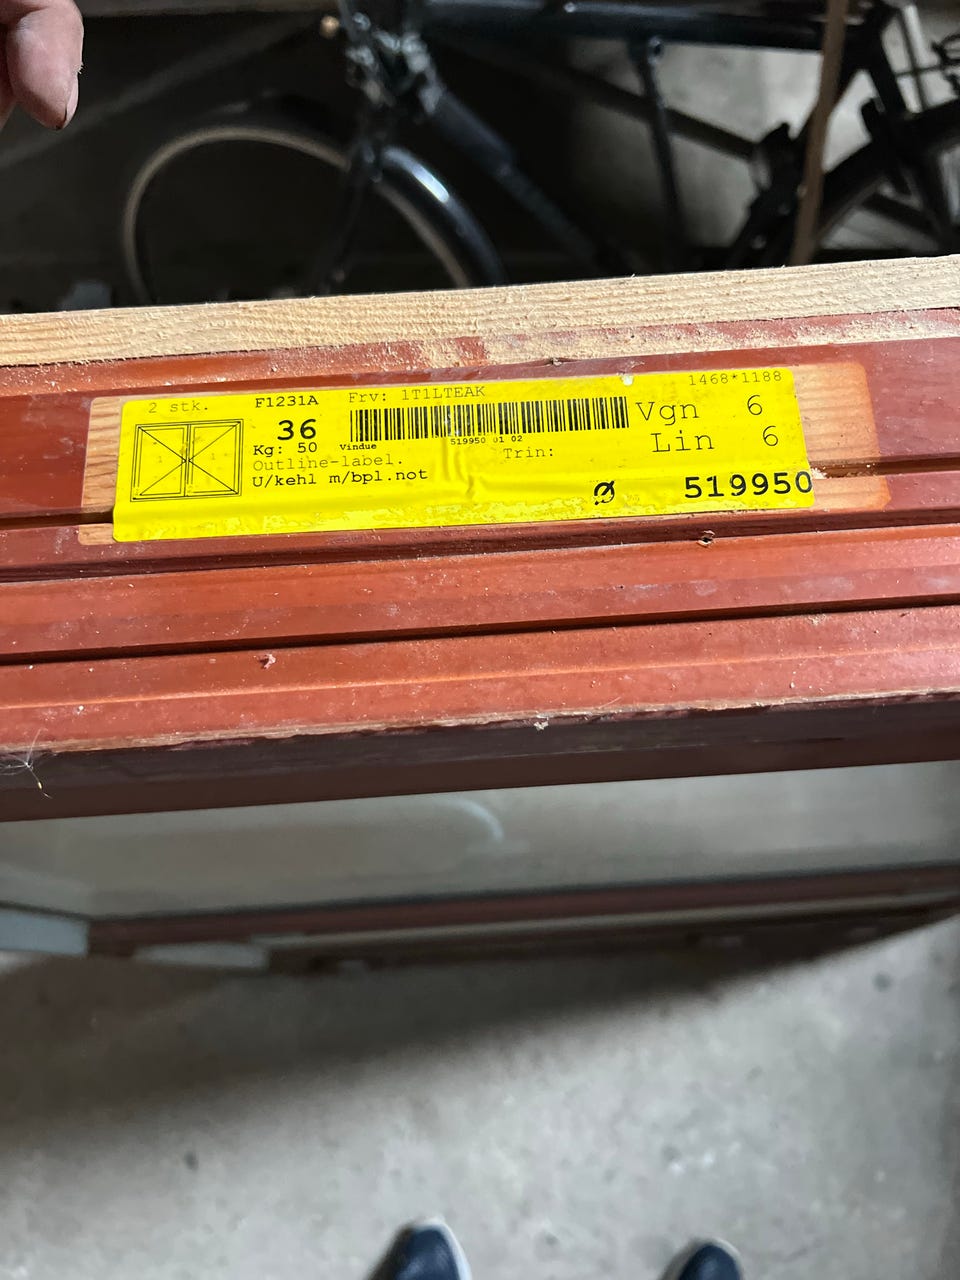 2 stk. F1231A Frv: 1T1LTEAK 1468*1188
36 Vgn 6
Kg: 50 Vindue 519950 01 02 Lin 6
Outline-label. Trin:
U/kehl m/bpl.not Ø 519950